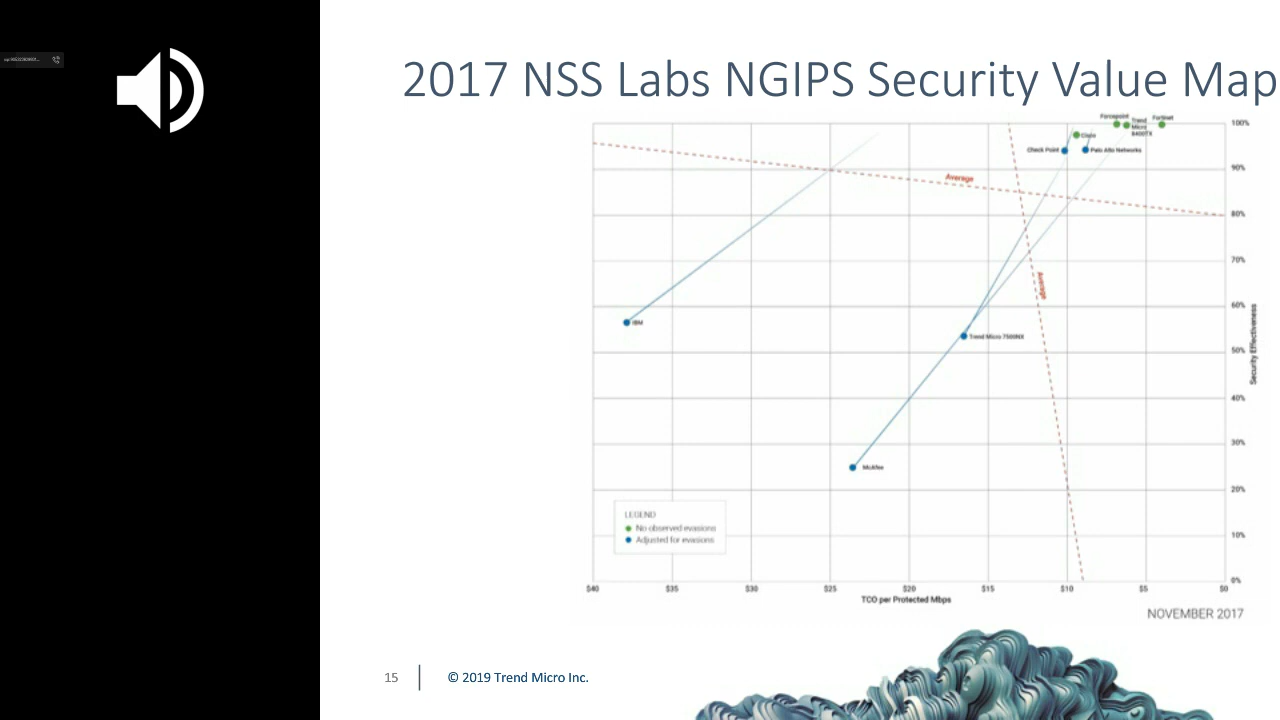 2017 NSS Labs NGIPS Security Value Map
Forcepoint
Trend
Micro
8400TX
Fortinet
Cisco
Check Point
Palo Alto Networks
Average
Average
IBM
Trend Micro 7500NX
McAfee
100%
90%
80%
70%
60%
50%
40%
30%
20%
10%
0%
Security Effectiveness
LEGEND
No observed evasions
Adjusted for evasions
$40 $35 $30 $25 $20 $15 $10 $5 $0
TCO per Protected Mbps
NOVEMBER 2017
15
© 2019 Trend Micro Inc.